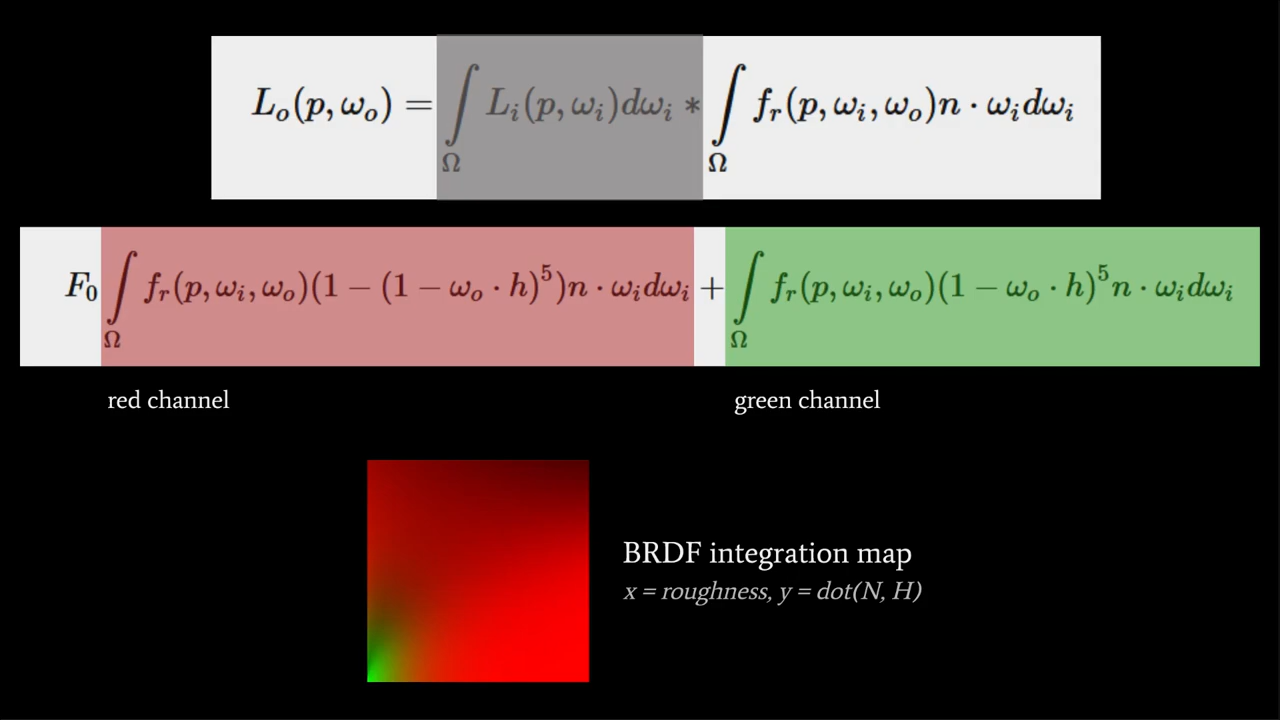 L_o(p, ω_o) = ∫_Ω L_i(p, ω_i)dω_i * ∫_Ω f_r(p, ω_i, ω_o)n · ω_i dω_i
F_0 ∫_Ω f_r(p, ω_i, ω_o)(1 − (1 − ω_o · h)^5)n · ω_i dω_i + ∫_Ω f_r(p, ω_i, ω_o)(1 − ω_o · h)^5 n · ω_i dω_i
red channel
green channel
BRDF integration map
x = roughness, y = dot(N, H)